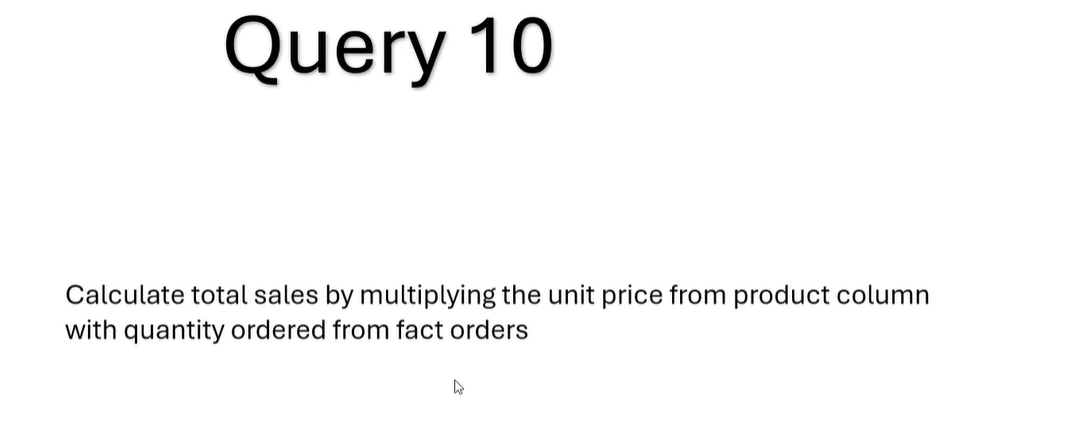 Query 10
Calculate total sales by multiplying the unit price from product column
with quantity ordered from fact orders